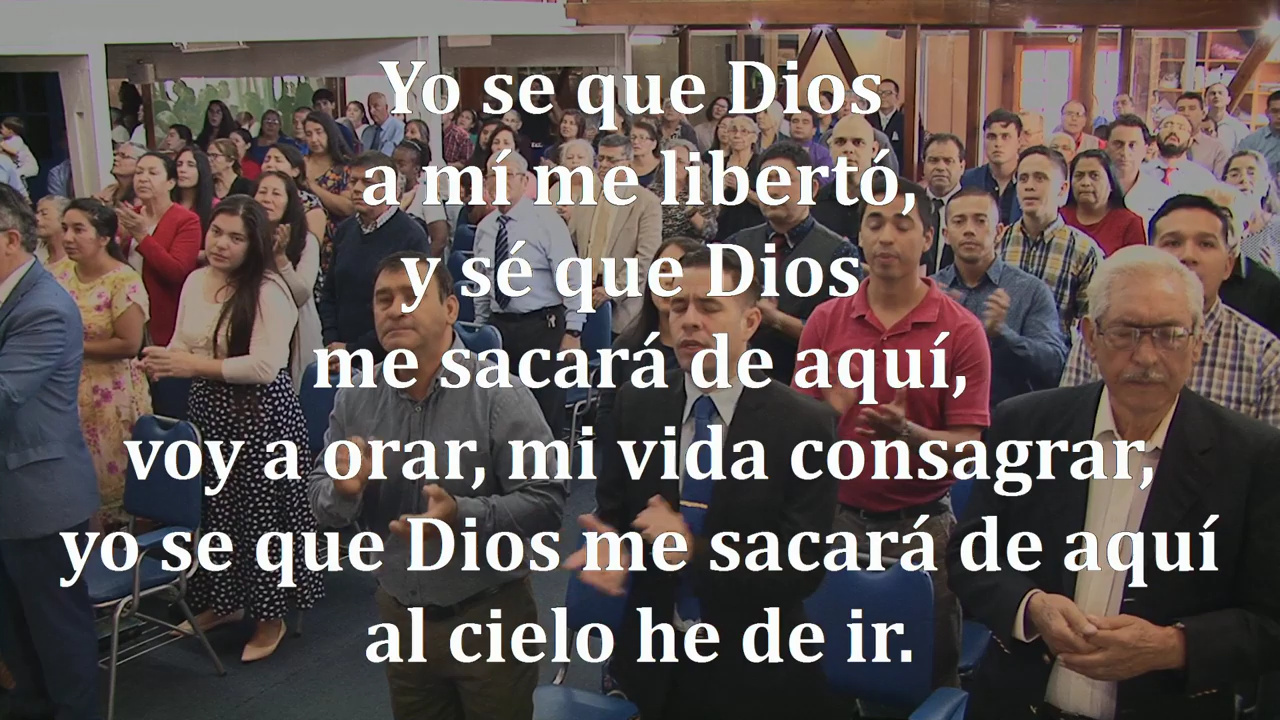 Yo se que Dios
a mí me libertó,
y sé que Dios
me sacará de aquí,
voy a orar, mi vida consagrar,
yo se que Dios me sacará de aquí
al cielo he de ir.